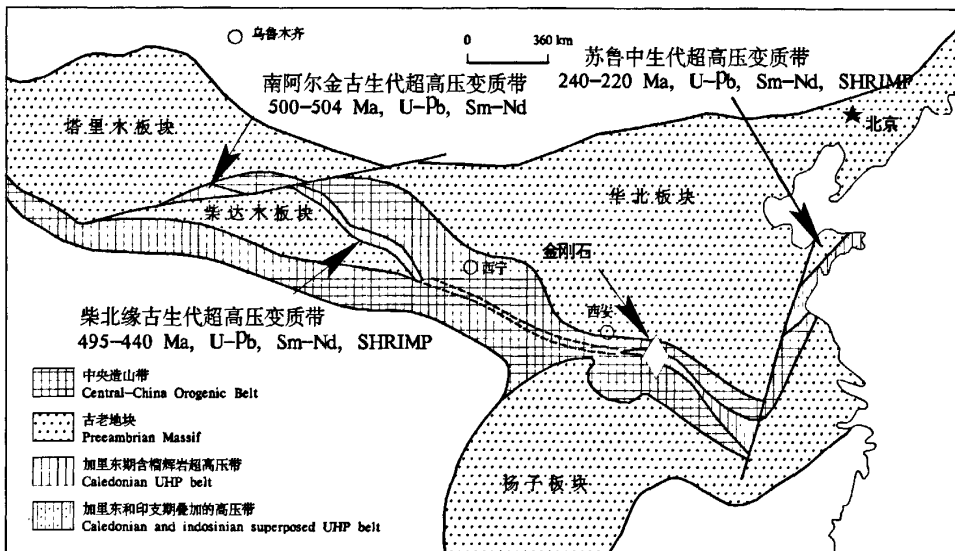 乌鲁木齐
0 360 km
苏鲁中生代超高压变质带
240-220 Ma, U-Pb, Sm-Nd, SHRIMP
南阿尔金古生代超高压变质带
500-504 Ma, U-Pb, Sm-Nd
北京
塔里木板块
华北板块
柴达木板块
金刚石
西宁
西安
柴北缘古生代超高压变质带
495-440 Ma, U-Pb, Sm-Nd, SHRIMP
中央造山带
Central-China Orogenic Belt
古老地块
Preeambrian Massif
加里东期含榴辉岩超高压带
Caledonian UHP belt
加里东和印支期叠加的高压带
Caledonian and indosinian superposed UHP belt
杨子板块